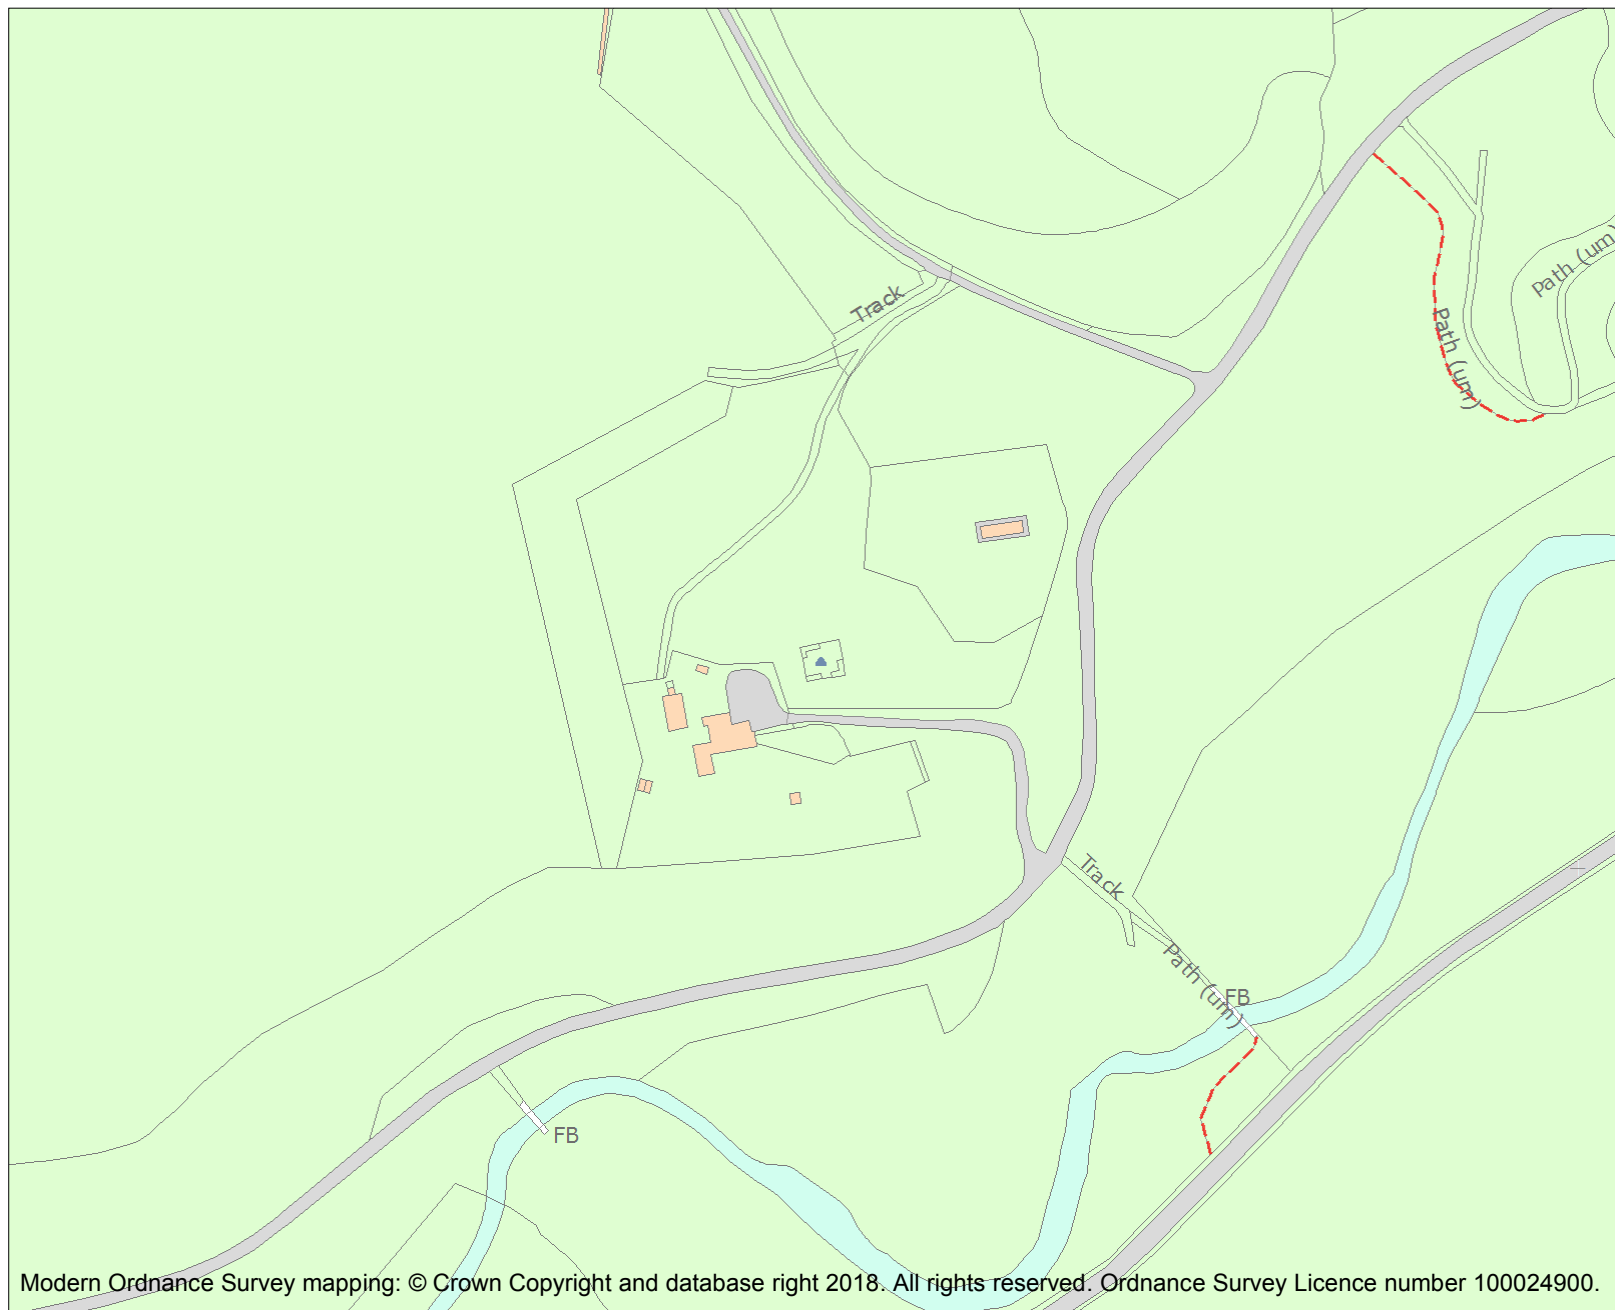 Path (um)
Track
Path (um)
Track
Path (um)
FB
FB
Modern Ordnance Survey mapping: © Crown Copyright and database right 2018. All rights reserved. Ordnance Survey Licence number 100024900.